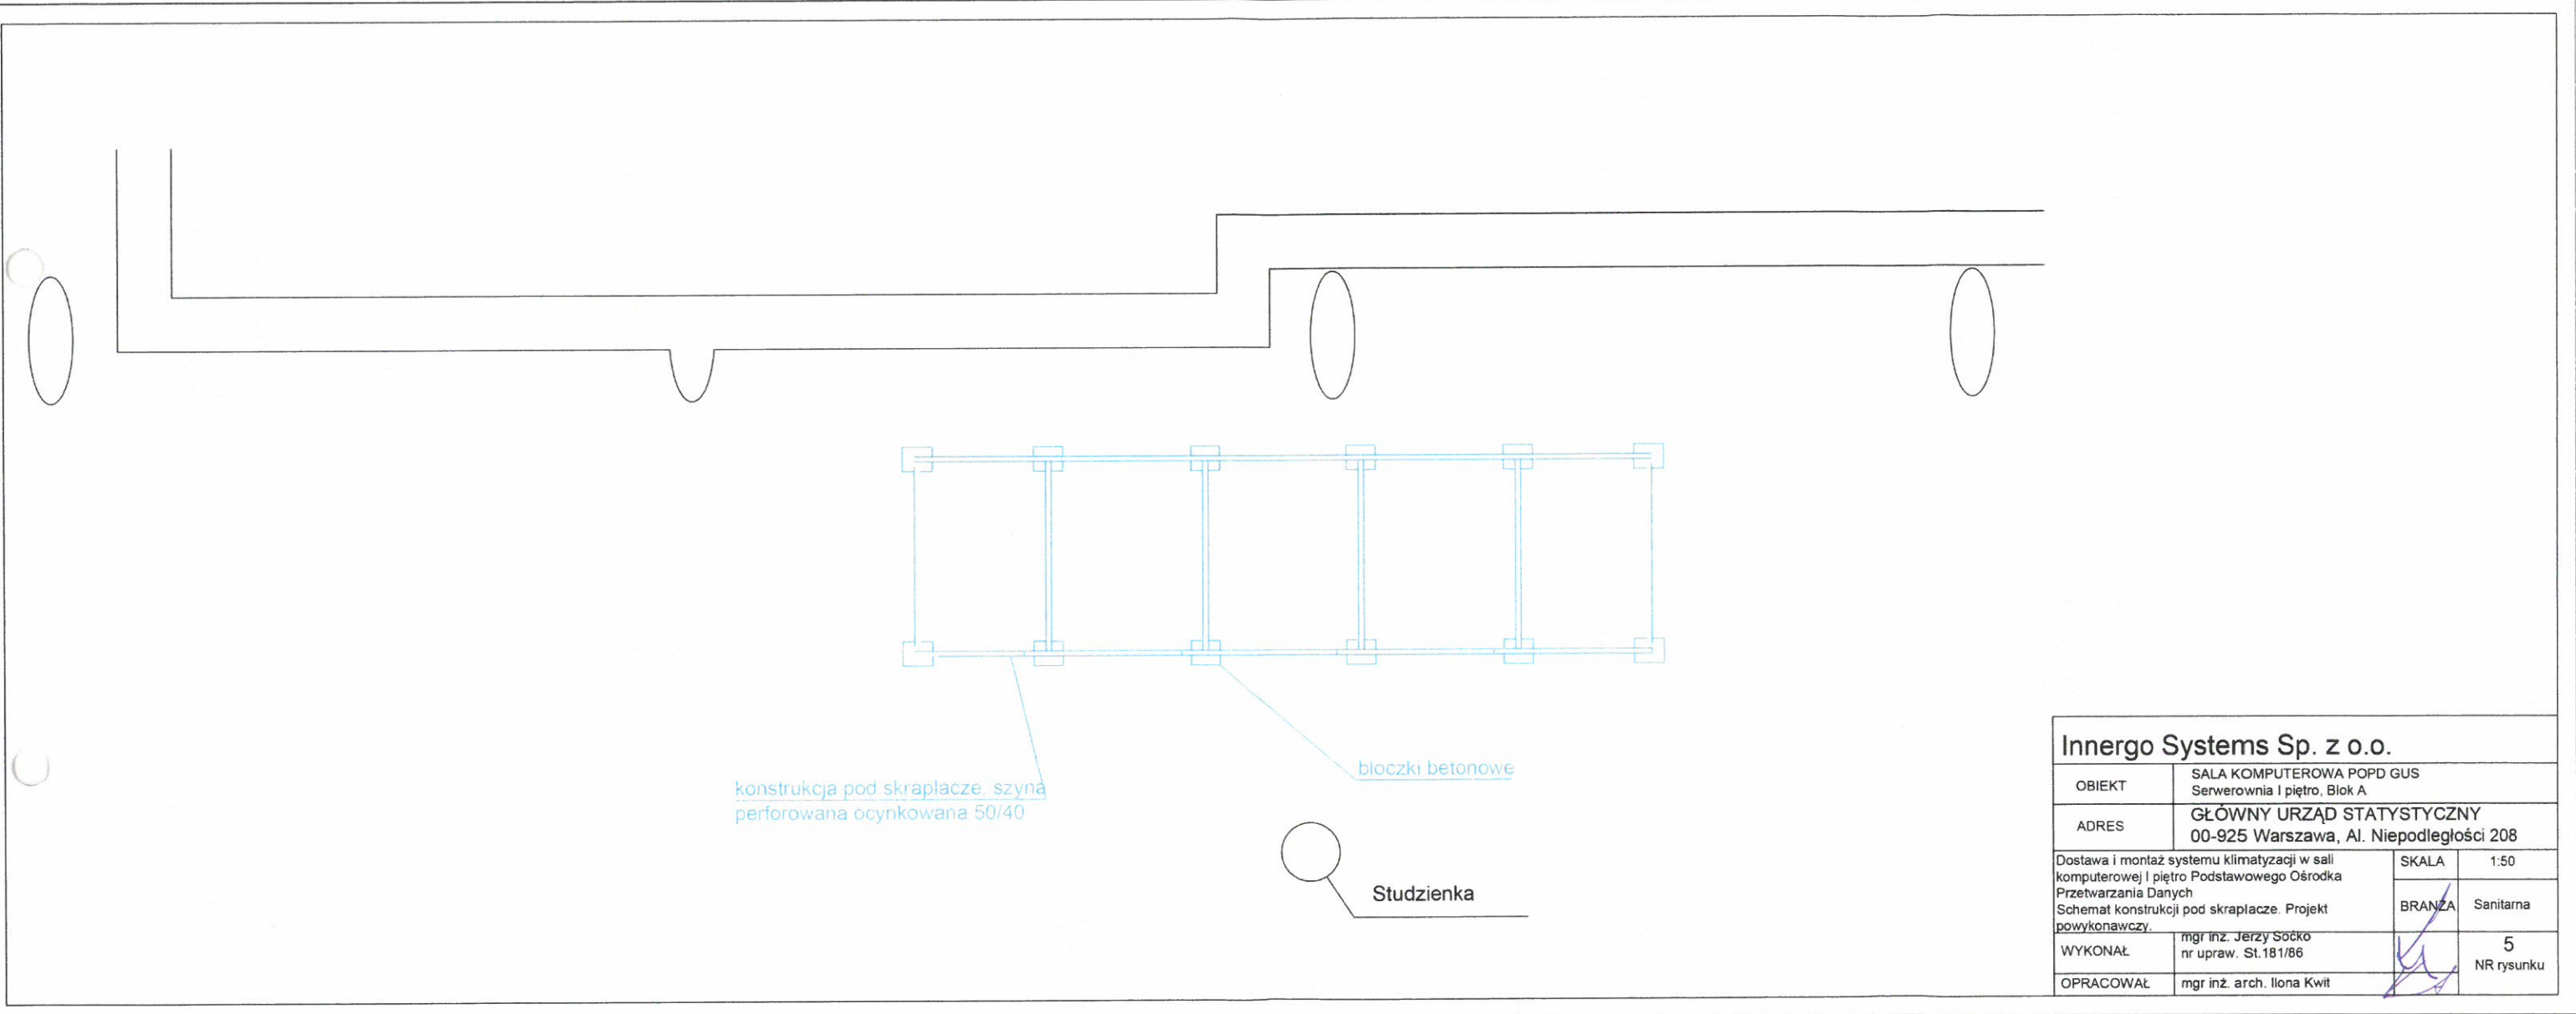 konstrukcja pod skraplacze. szyna
perforowana ocynkowana 50/40
bloczki betonowe
Studzienka
Innergo Systems Sp. z o.o.
OBIEKT
SALA KOMPUTEROWA POPD GUS
Serwerownia I piętro, Blok A
ADRES
GŁÓWNY URZĄD STATYSTYCZNY
00-925 Warszawa, Al. Niepodległości 208
Dostawa i montaż systemu klimatyzacji w sali
komputerowej I piętro Podstawowego Ośrodka
Przetwarzania Danych
Schemat konstrukcji pod skraplacze. Projekt
powykonawczy.
SKALA 1:50
BRANŻA Sanitarna
WYKONAŁ
mgr inż. Jerzy Soćko
nr upraw. St.181/86
5
NR rysunku
OPRACOWAŁ mgr inż. arch. Ilona Kwit